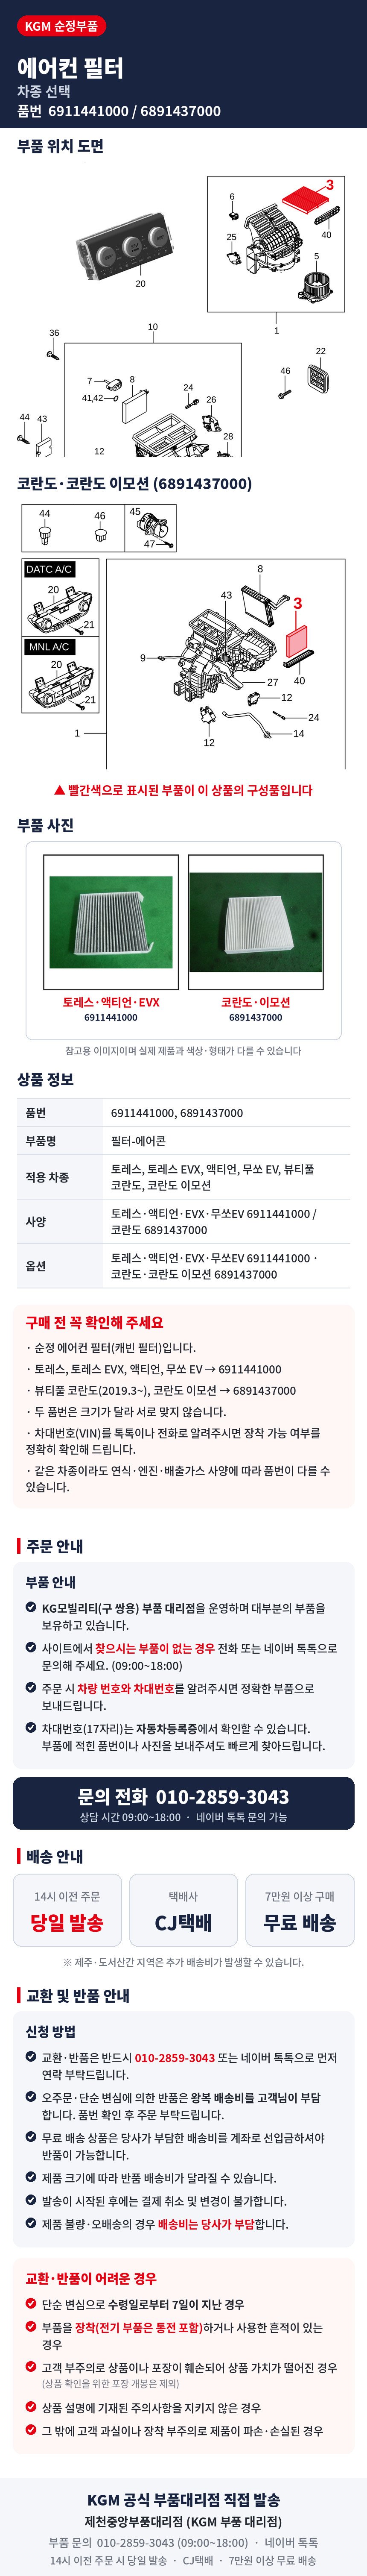 KGM 순정부품
에어컨 필터
차종 선택
품번 6911441000 / 6891437000
부품 위치 도면
3
6
40
25
5
20
1
10
36
22
7
8
46
41,42
24
26
44
43
28
12
코란도·코란도 이모션 (6891437000)
44
46
45
47
DATC A/C
20
21
MNL A/C
20
21
8
43
3
9
40
27
12
24
14
12
1
▲ 빨간색으로 표시된 부품이 이 상품의 구성품입니다
부품 사진
토레스·액티언·EVX
6911441000
코란도·이모션
6891437000
참고용 이미지이며 실제 제품과 색상·형태가 다를 수 있습니다
상품 정보
품번 6911441000, 6891437000
부품명 필터-에어콘
적용 차종 토레스, 토레스 EVX, 액티언, 무쏘 EV, 뷰티풀
코란도, 코란도 이모션
사양 토레스·액티언·EVX·무쏘EV 6911441000 /
코란도 6891437000
옵션 토레스·액티언·EVX·무쏘EV 6911441000 ·
코란도·코란도 이모션 6891437000
구매 전 꼭 확인해 주세요
· 순정 에어컨 필터(캐빈 필터)입니다.
· 토레스, 토레스 EVX, 액티언, 무쏘 EV → 6911441000
· 뷰티풀 코란도(2019.3~), 코란도 이모션 → 6891437000
· 두 품번은 크기가 달라 서로 맞지 않습니다.
· 차대번호(VIN)를 톡톡이나 전화로 알려주시면 장착 가능 여부를
정확히 확인해 드립니다.
· 같은 차종이라도 연식·엔진·배출가스 사양에 따라 품번이 다를 수
있습니다.
주문 안내
부품 안내
KG모빌리티(구 쌍용) 부품 대리점을 운영하며 대부분의 부품을
보유하고 있습니다.
사이트에서 찾으시는 부품이 없는 경우 전화 또는 네이버 톡톡으로
문의해 주세요. (09:00~18:00)
주문 시 차량 번호와 차대번호를 알려주시면 정확한 부품으로
보내드립니다.
차대번호(17자리)는 자동차등록증에서 확인할 수 있습니다.
부품에 적힌 품번이나 사진을 보내주셔도 빠르게 찾아드립니다.
문의 전화 010-2859-3043
상담 시간 09:00~18:00 · 네이버 톡톡 문의 가능
배송 안내
14시 이전 주문
당일 발송
택배사
CJ택배
7만원 이상 구매
무료 배송
※ 제주·도서산간 지역은 추가 배송비가 발생할 수 있습니다.
교환 및 반품 안내
신청 방법
교환·반품은 반드시 010-2859-3043 또는 네이버 톡톡으로 먼저
연락 부탁드립니다.
오주문·단순 변심에 의한 반품은 왕복 배송비를 고객님이 부담
합니다. 품번 확인 후 주문 부탁드립니다.
무료 배송 상품은 당사가 부담한 배송비를 계좌로 선입금하셔야
반품이 가능합니다.
제품 크기에 따라 반품 배송비가 달라질 수 있습니다.
발송이 시작된 후에는 결제 취소 및 변경이 불가합니다.
제품 불량·오배송의 경우 배송비는 당사가 부담합니다.
교환·반품이 어려운 경우
단순 변심으로 수령일로부터 7일이 지난 경우
부품을 장착(전기 부품은 통전 포함)하거나 사용한 흔적이 있는
경우
고객 부주의로 상품이나 포장이 훼손되어 상품 가치가 떨어진 경우
(상품 확인을 위한 포장 개봉은 제외)
상품 설명에 기재된 주의사항을 지키지 않은 경우
그 밖에 고객 과실이나 장착 부주의로 제품이 파손·손실된 경우
KGM 공식 부품대리점 직접 발송
제천중앙부품대리점 (KGM 부품 대리점)
부품 문의 010-2859-3043 (09:00~18:00) · 네이버 톡톡
14시 이전 주문 시 당일 발송 · CJ택배 · 7만원 이상 무료 배송